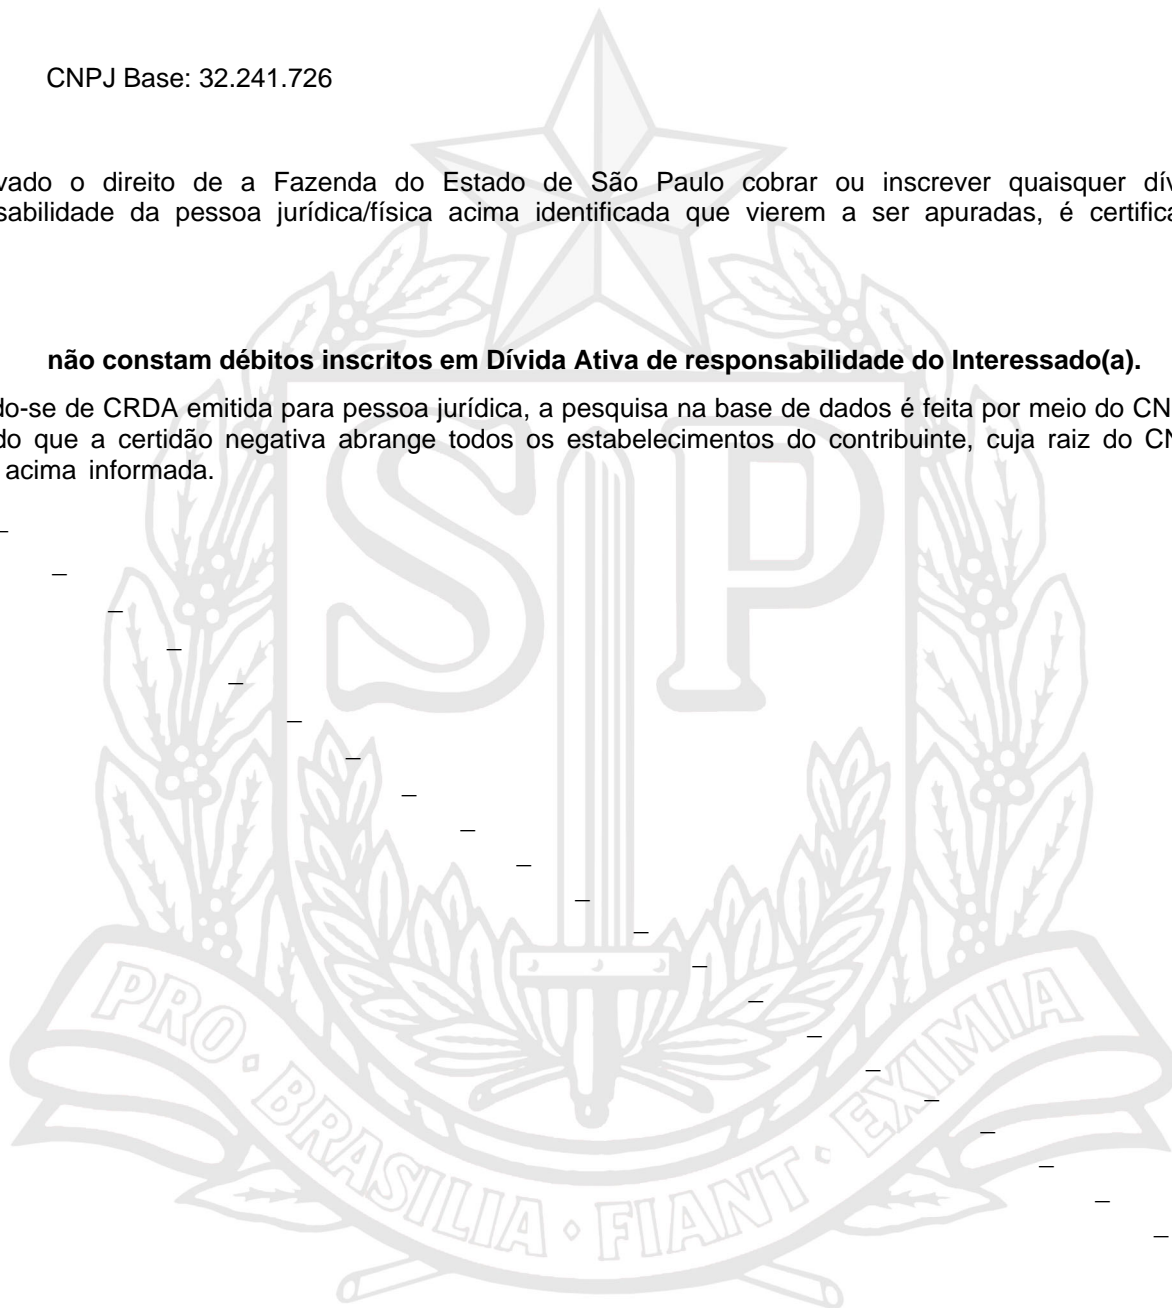 CNPJ Base: 32.241.726
vado o direito de a Fazenda do Estado de São Paulo cobrar ou inscrever quaisquer dív
sabilidade da pessoa jurídica/física acima identificada que vierem a ser apuradas, é certifica
não constam débitos inscritos em Dívida Ativa de responsabilidade do Interessado(a).
do-se de CRDA emitida para pessoa jurídica, a pesquisa na base de dados é feita por meio do CN
do que a certidão negativa abrange todos os estabelecimentos do contribuinte, cuja raiz do CN
acima informada.
SP
PRO • BRASILIA • FIANT • EXIMIA